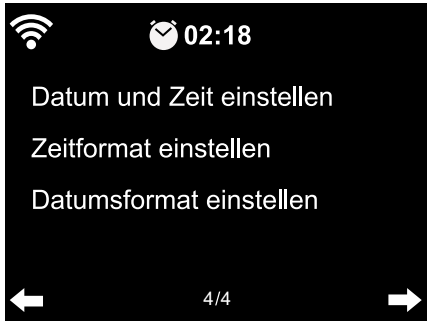 02:18
Datum und Zeit einstellen
Zeitformat einstellen
Datumsformat einstellen
4/4